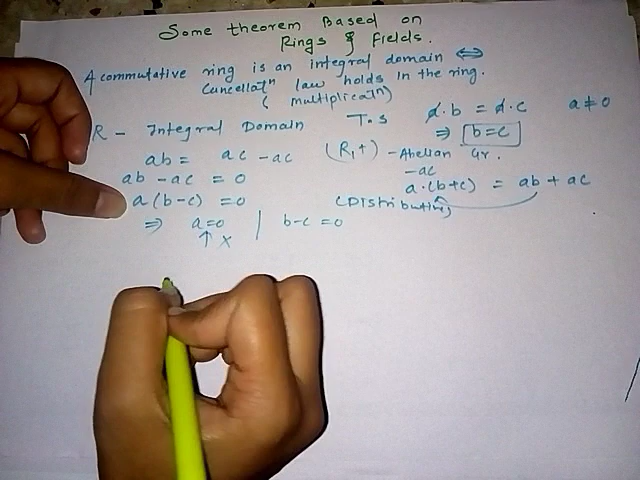 Some theorem Based on
Rings & fields.
A commutative ring is an integral domain ⇔
Cancellatⁿ law holds in the ring.
( multiplicatⁿ)
R - Integral Domain
T.S a.b = a.c a≠0
⇒ b=c
ab = ac -ac
(R,+) - Abelian Gr.
ab -ac = 0
-ac
a(b-c) = 0
a.(b+c) = ab + ac
(Distributive)
⇒ a=0 | b-c=0
↑ x